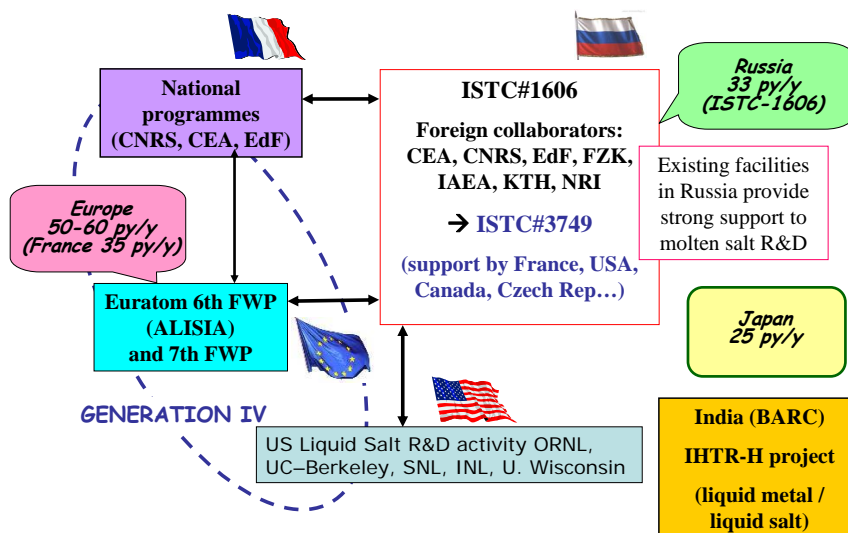 National
programmes
(CNRS, CEA, EdF)
ISTC#1606
Foreign collaborators:
CEA, CNRS, EdF, FZK,
IAEA, KTH, NRI
➔ ISTC#3749
(support by France, USA,
Canada, Czech Rep…)
Russia
33 py/y
(ISTC-1606)
Existing facilities
in Russia provide
strong support to
molten salt R&D
Europe
50-60 py/y
(France 35 py/y)
Euratom 6th FWP
(ALISIA)
and 7th FWP
Japan
25 py/y
GENERATION IV
US Liquid Salt R&D activity ORNL,
UC–Berkeley, SNL, INL, U. Wisconsin
India (BARC)
IHTR-H project
(liquid metal /
liquid salt)